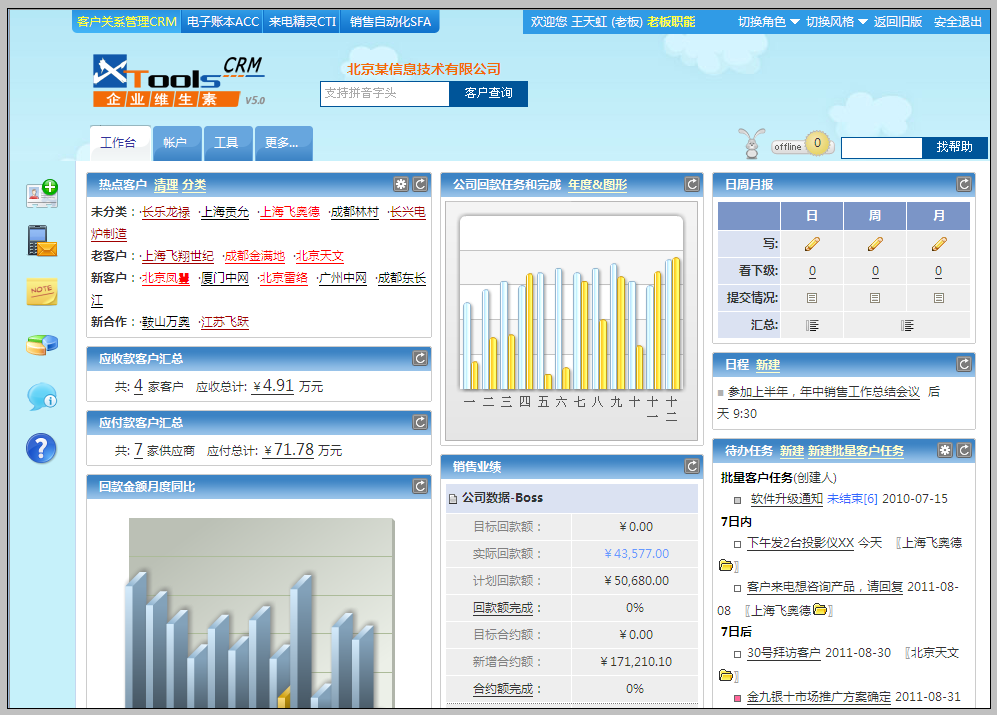 客户关系管理CRM 电子账本ACC 来电精灵CTI 销售自动化SFA
欢迎您 王天虹 (老板) 老板职能 切换角色 切换风格 返回旧版 安全退出
XTools CRM
企业维生素 V5.0
北京某信息技术有限公司
支持拼音字头 客户查询
工作台 帐户 工具 更多...
offline 0 找帮助
NOTE
热点客户 清理 分类
未分类：·长乐龙禄 ·上海贡允 ·上海飞奥德 ·成都林村 ·长兴电
炉制造
老客户：·上海飞翔世纪 ·成都金满地 ·北京天文
新客户：·北京凤凰 ·厦门中网 ·北京雷络 ·广州中网 ·成都东长
江
新合作：·鞍山万奥 ·江苏飞跃
应收款客户汇总
共: 4 家客户 应收总计: ¥4.91 万元
应付款客户汇总
共: 7 家供应商 应付总计: ¥71.78 万元
回款金额月度同比
公司回款任务和完成 年度&图形
一 二 三 四 五 六 七 八 九 十 十一 十二
销售业绩
公司数据-Boss
目标回款额： ¥0.00
实际回款额： ¥43,577.00
计划回款额： ¥50,680.00
回款额完成： 0%
目标合约额： ¥0.00
新增合约额： ¥171,210.10
合约额完成： 0%
日周月报
日 周 月
写:
看下级: 0 0 0
提交情况:
汇总:
日程 新建
参加上半年，年中销售工作总结会议 后
天 9:30
待办任务 新建 新建批量客户任务
批量客户任务(创建人)
软件升级通知 未结束[6] 2010-07-15
7日内
下午发2台投影仪XX 今天 〖上海飞奥德
〗
客户来电想咨询产品，请回复 2011-08-
08 〖上海飞奥德〗
7日后
30号拜访客户 2011-08-30 〖北京天文
〗
金九银十市场推广方案确定 2011-08-31